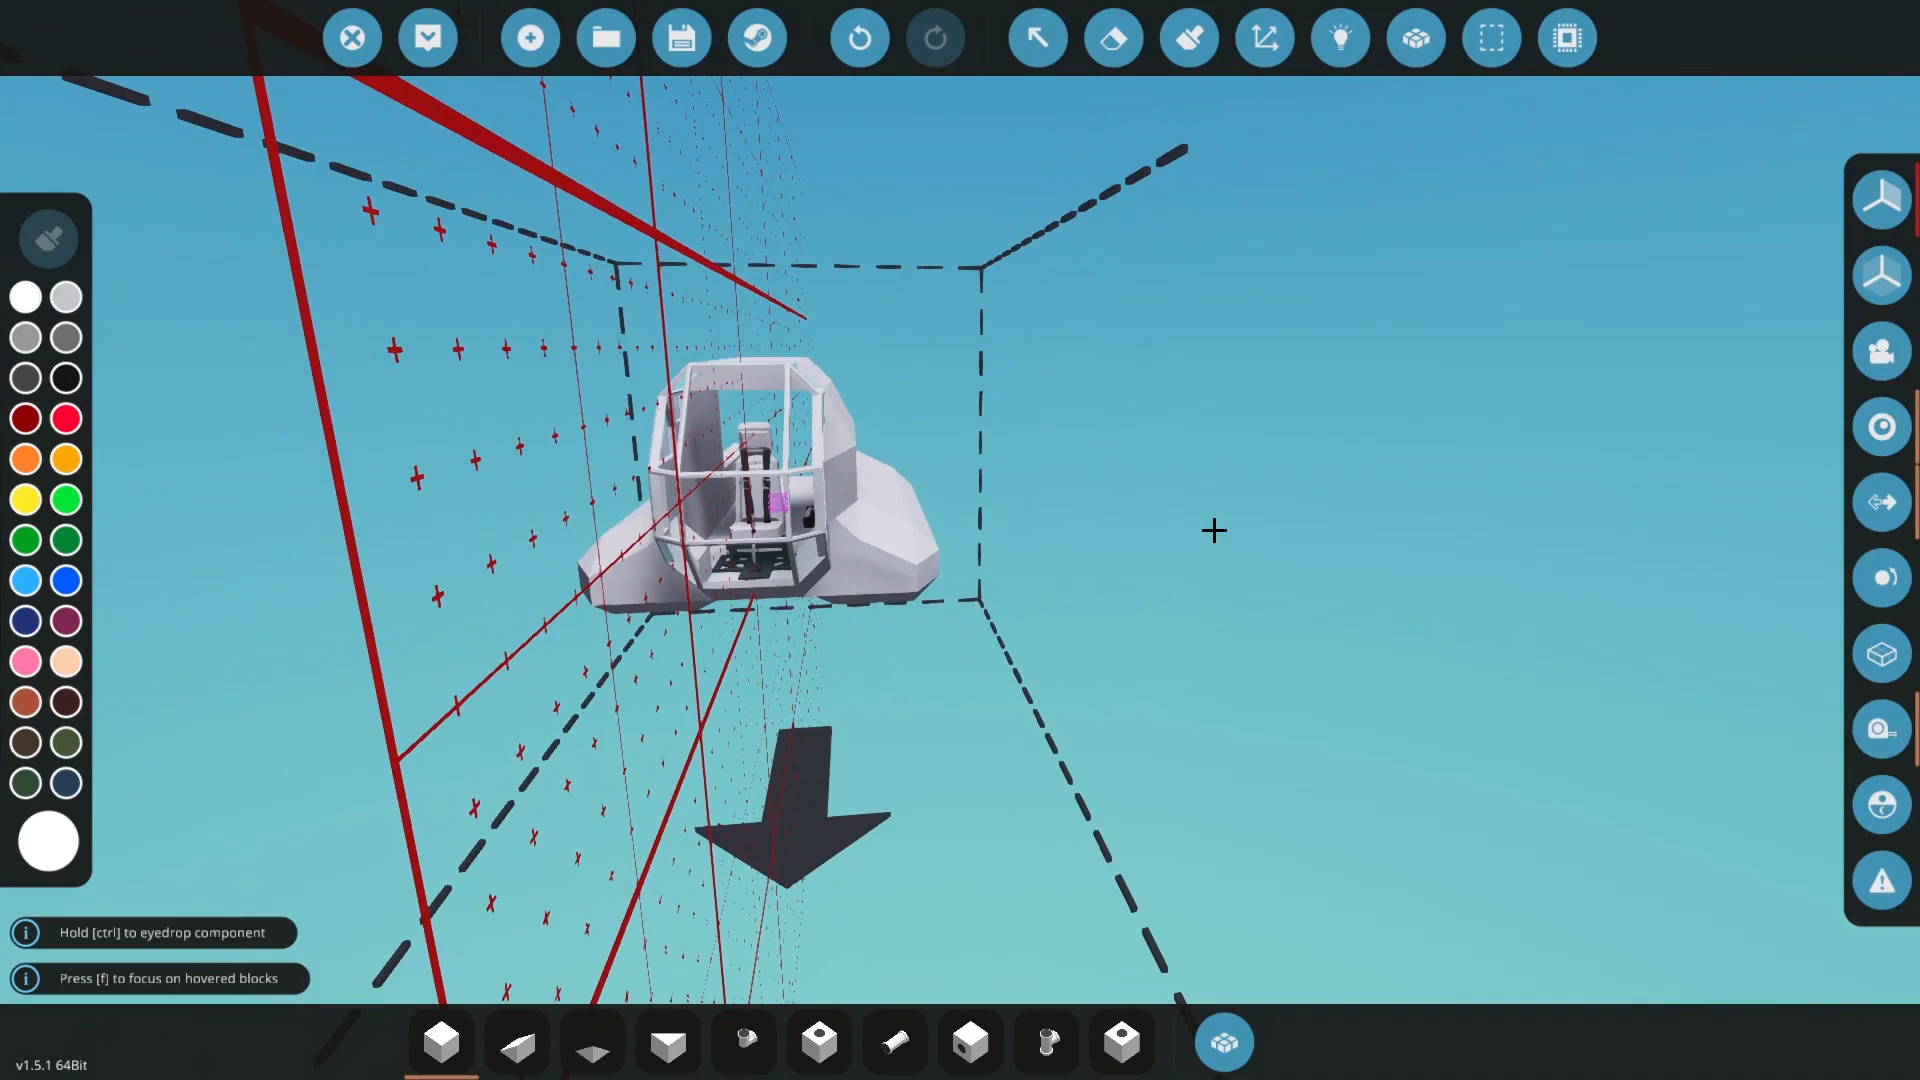 Hold [ctrl] to eyedrop component
Press [f] to focus on hovered blocks
v1.5.1 64Bit